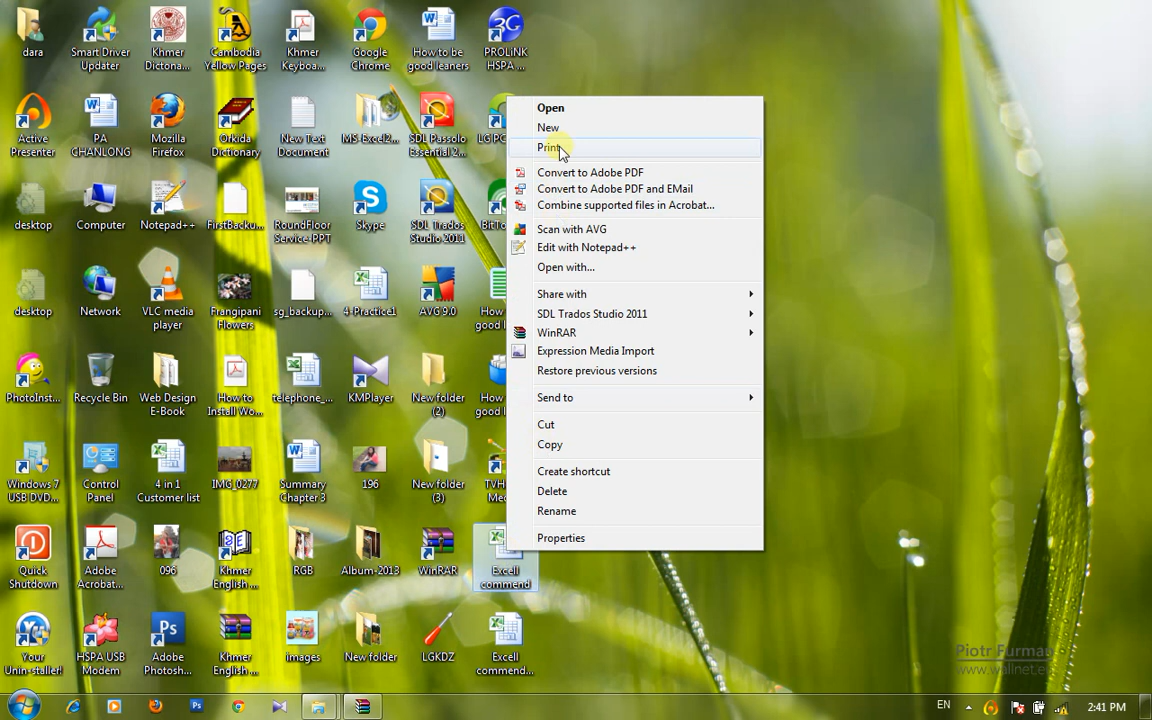 dara
Smart Driver
Updater
Khmer
Dictona...
Cambodia
Yellow Pages
Khmer
Keyboa...
Google
Chrome
How to be
good leaners
PROLiNK
HSPA ...
Active
Presenter
PA
CHANLONG
Mozilla
Firefox
Orkida
Dictionary
New Text
Document
MS-Excel2...
SDL Passolo
Essential 2...
LG PC
desktop
Computer
Notepad++
FirstBacku...
RoundFloor
Service-PPT
Skype
SDL Trados
Studio 2011
BitTo
desktop
Network
VLC media
player
Frangipani
Flowers
sg_backup...
4-Practice1
AVG 9.0
How
good l
PhotoInst...
Recycle Bin
Web Design
E-Book
How to
Install Wo...
telephone_...
KMPlayer
New folder
(2)
How
good l
Windows 7
USB DVD...
Control
Panel
4 in 1
Customer list
IMG_0277
Summary
Chapter 3
196
New folder
(3)
TVH
Me
Quick
Shutdown
Adobe
Acrobat...
096
Khmer
English ...
RGB
Album-2013
WinRAR
Excell
commend
Your
Unin-staller!
HSPA USB
Modem
Adobe
Photosh...
Khmer
English ...
images
New folder
LGKDZ
Excell
commend...
Open
New
Print
Convert to Adobe PDF
Convert to Adobe PDF and EMail
Combine supported files in Acrobat...
Scan with AVG
Edit with Notepad++
Open with...
Share with
SDL Trados Studio 2011
WinRAR
Expression Media Import
Restore previous versions
Send to
Cut
Copy
Create shortcut
Delete
Rename
Properties
Piotr Furman
EN
2:41 PM